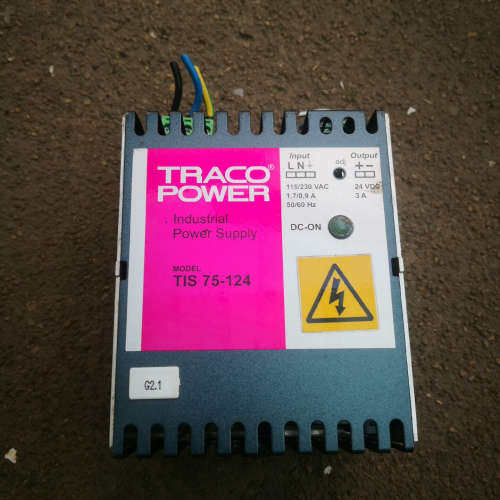 TRACO®
POWER
Industrial
Power Supply
MODEL
TIS 75-124
Input
L N ⏚
115/230 VAC
1.7/0,9 A
50/60 Hz
adj
Output
+ −
24 VDC
3 A
DC-ON
G2.1